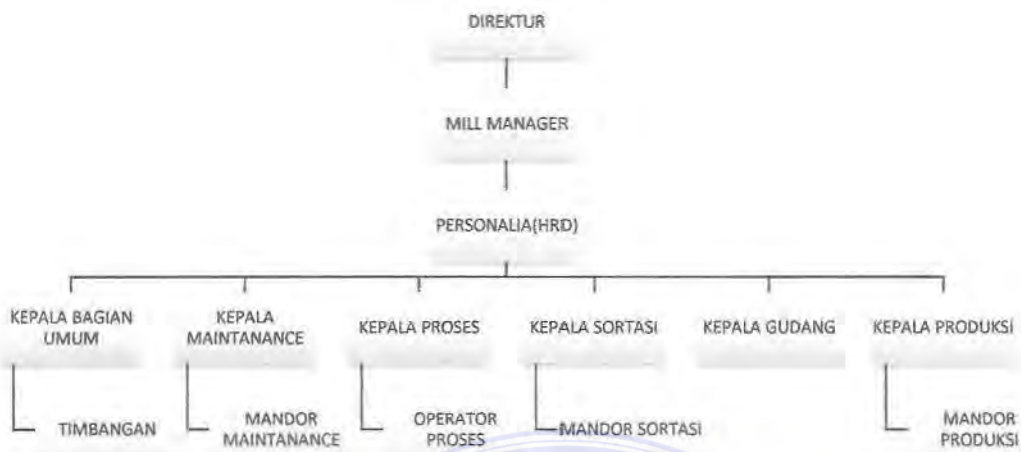 DIREKTUR
MILL MANAGER
PERSONALIA(HRD)
KEPALA BAGIAN
UMUM
KEPALA
MAINTANANCE
KEPALA PROSES
KEPALA SORTASI
KEPALA GUDANG
KEPALA PRODUKSI
TIMBANGAN
MANDOR
MAINTANANCE
OPERATOR
PROSES
MANDOR SORTASI
MANDOR
PRODUKSI